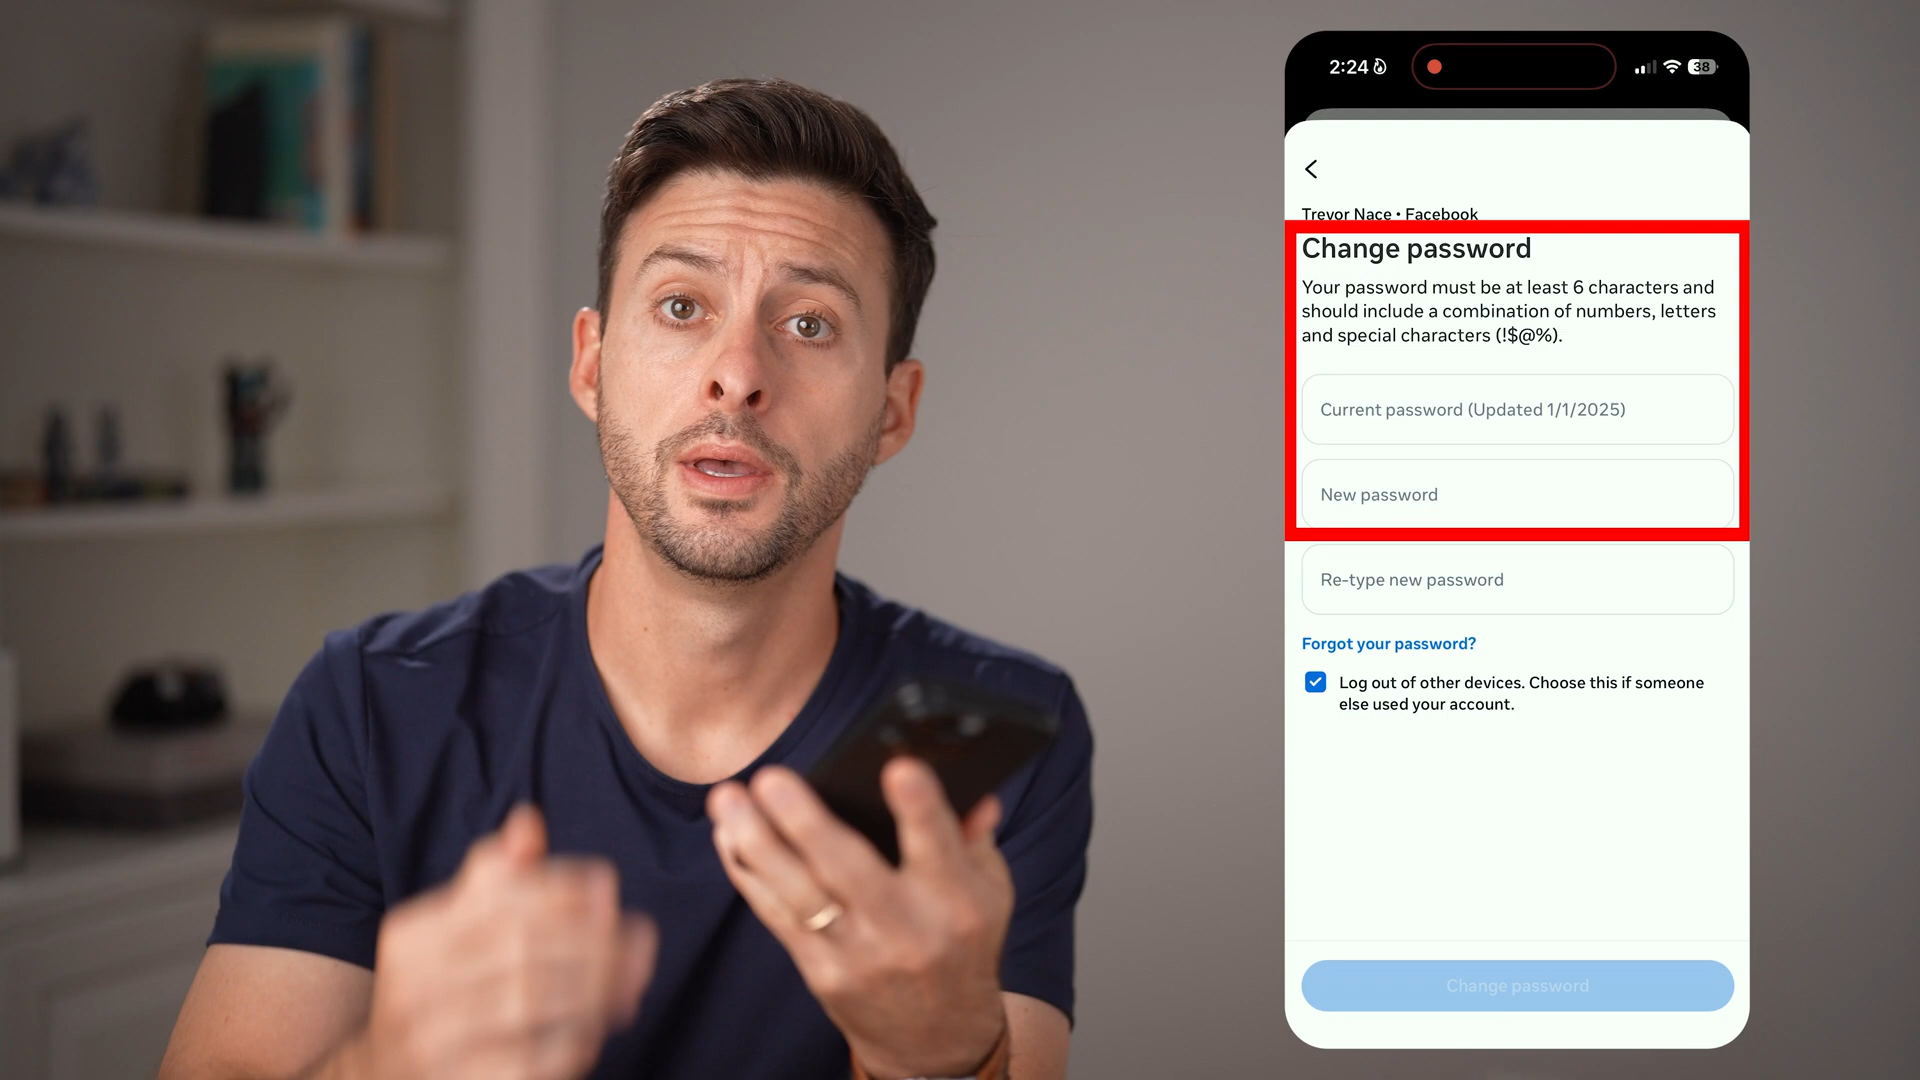 2:24
38
Trevor Nace • Facebook
Change password
Your password must be at least 6 characters and
should include a combination of numbers, letters
and special characters (!$@%).
Current password (Updated 1/1/2025)
New password
Re-type new password
Forgot your password?
Log out of other devices. Choose this if someone
else used your account.
Change password